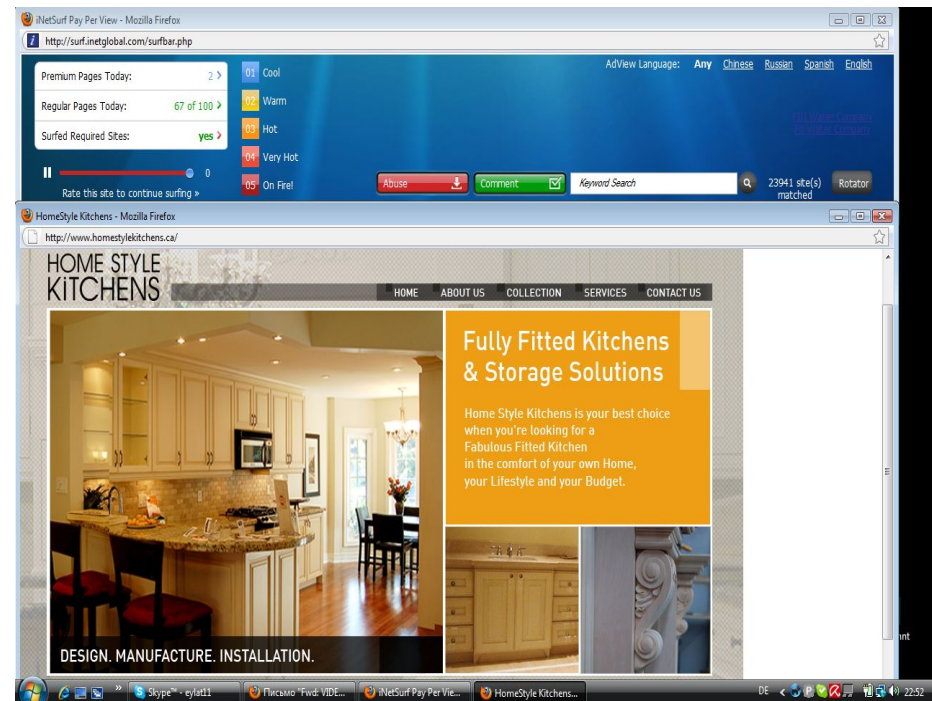 iNetSurf Pay Per View - Mozilla Firefox
http://surf.inetglobal.com/surfbar.php
Premium Pages Today: 2
Regular Pages Today: 67 of 100
Surfed Required Sites: yes
0
Rate this site to continue surfing »
01 Cool
02 Warm
03 Hot
04 Very Hot
05 On Fire!
AdView Language: Any Chinese Russian Spanish English
Abuse
Comment
Keyword Search
23941 site(s)
matched
Rotator
HomeStyle Kitchens - Mozilla Firefox
http://www.homestylekitchens.ca/
HOME STYLE
KiTCHENS
HOME ABOUT US COLLECTION SERVICES CONTACT US
Fully Fitted Kitchens
& Storage Solutions
Home Style Kitchens is your best choice
when you're looking for a
Fabulous Fitted Kitchen
in the comfort of your own Home,
your Lifestyle and your Budget.
DESIGN. MANUFACTURE. INSTALLATION.
Skype™ - eylat11
Письмо "Fwd: VIDE...
iNetSurf Pay Per Vie...
HomeStyle Kitchens...
DE
22:52